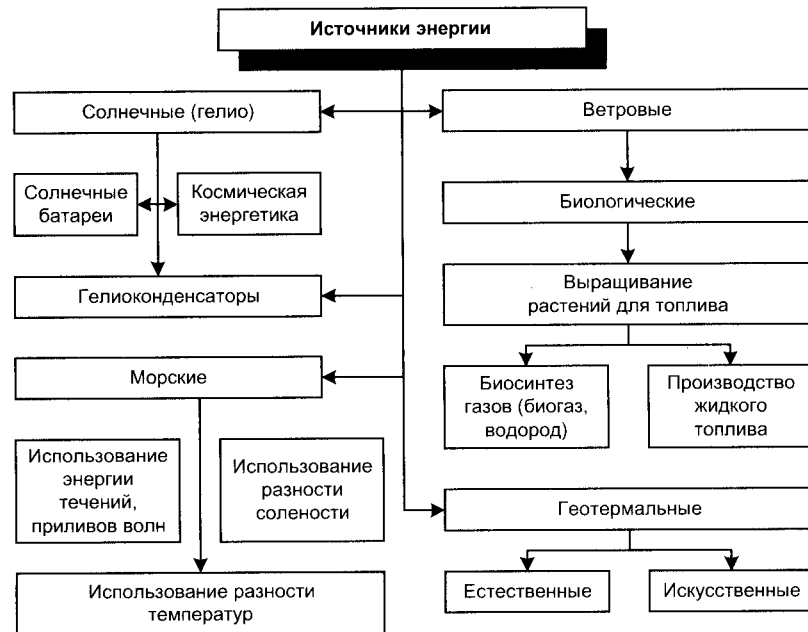 Источники энергии
Солнечные (гелио)
Ветровые
Солнечные
батареи
Космическая
энергетика
Биологические
Гелиоконденсаторы
Выращивание
растений для топлива
Морские
Биосинтез
газов (биогаз,
водород)
Производство
жидкого
топлива
Использование
энергии
течений,
приливов волн
Использование
разности
солености
Геотермальные
Использование разности
температур
Естественные
Искусственные